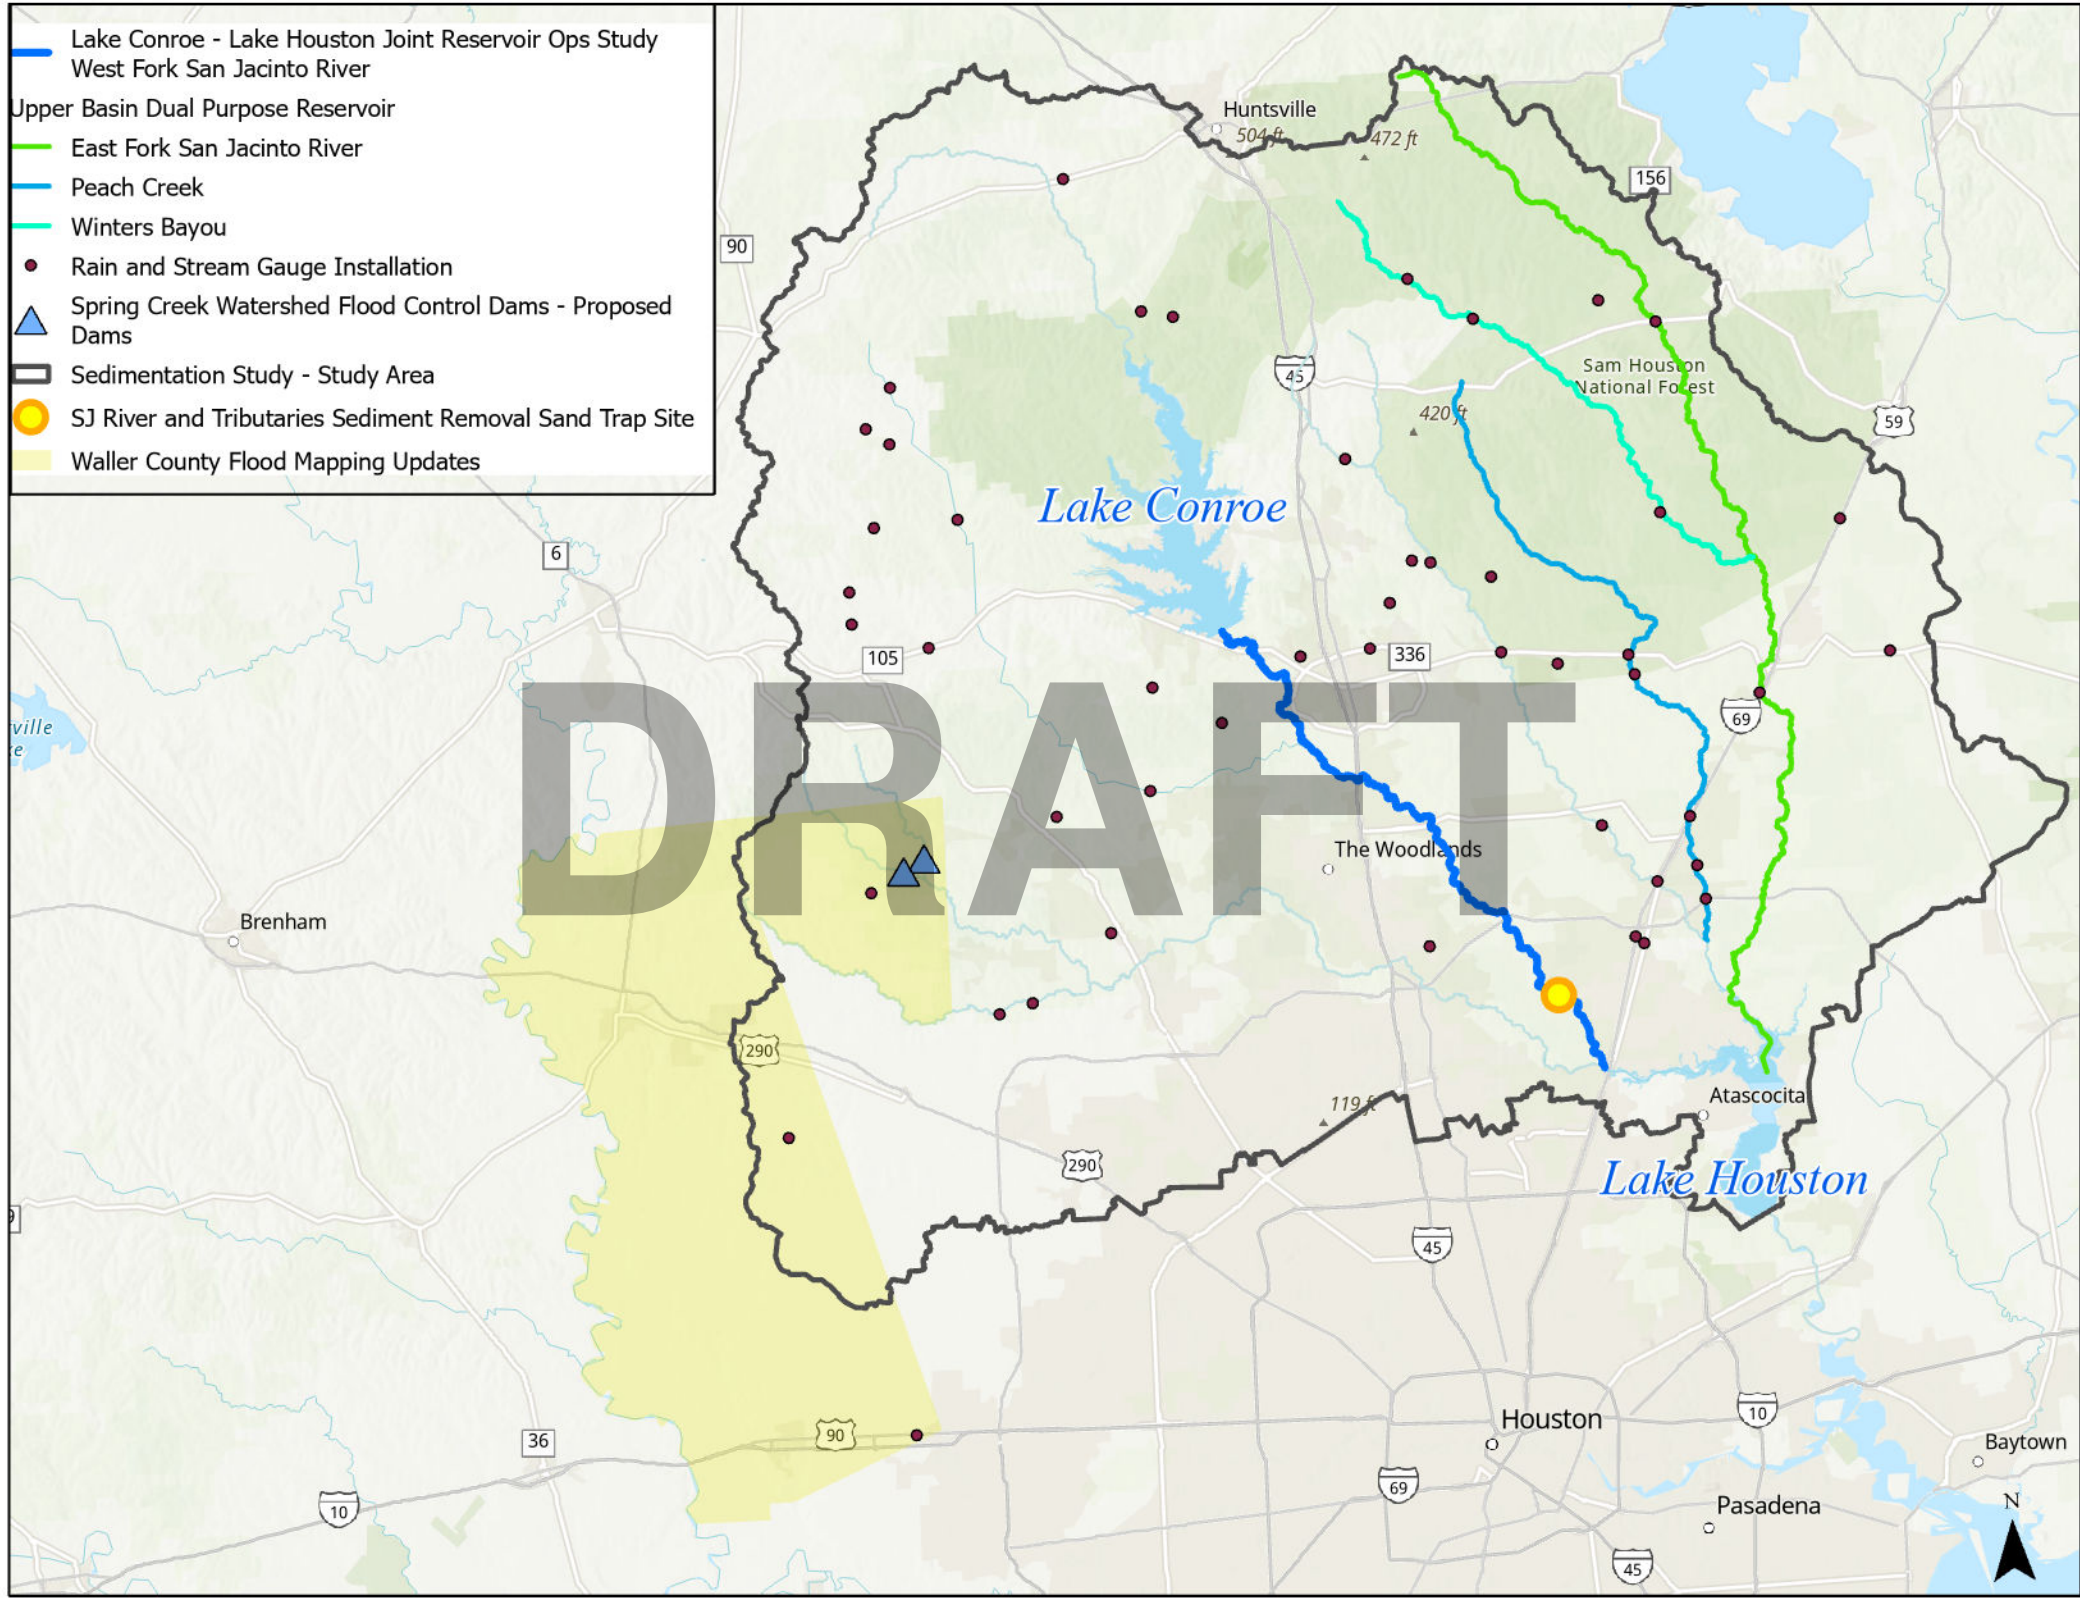 Lake Conroe - Lake Houston Joint Reservoir Ops Study
West Fork San Jacinto River
Upper Basin Dual Purpose Reservoir
East Fork San Jacinto River
Peach Creek
Winters Bayou
Rain and Stream Gauge Installation
Spring Creek Watershed Flood Control Dams - Proposed
Dams
Sedimentation Study - Study Area
SJ River and Tributaries Sediment Removal Sand Trap Site
Waller County Flood Mapping Updates
Huntsville
504 ft
472 ft
156
90
45
Sam Houston
National Forest
420 ft
59
Lake Conroe
6
105
336
DRAFT
69
ville
ke
The Woodlands
Brenham
290
Atascocita
119 ft
290
Lake Houston
9
45
Houston
10
90
36
Baytown
69
10
Pasadena
N
45